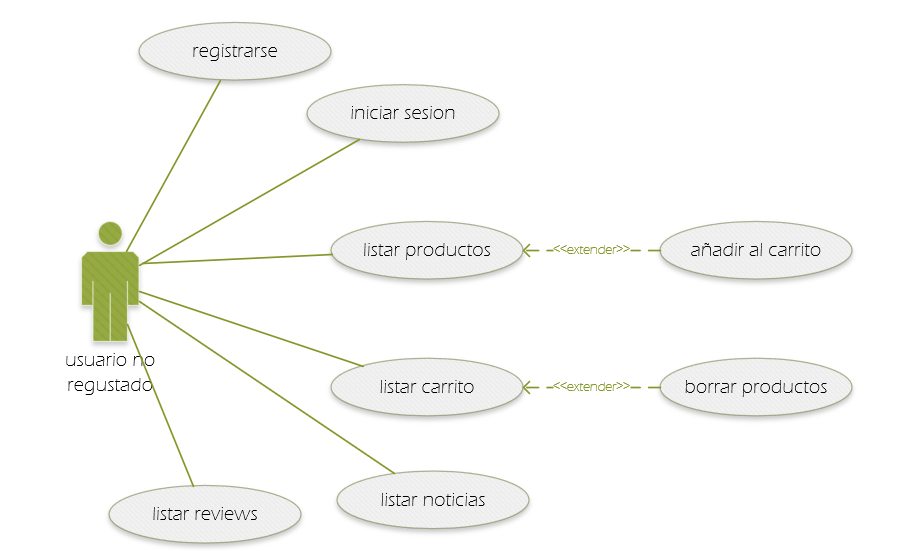 registrarse
iniciar sesion
listar productos
<<extender>>
añadir al carrito
usuario no
regustado
listar carrito
<<extender>>
borrar productos
listar noticias
listar reviews